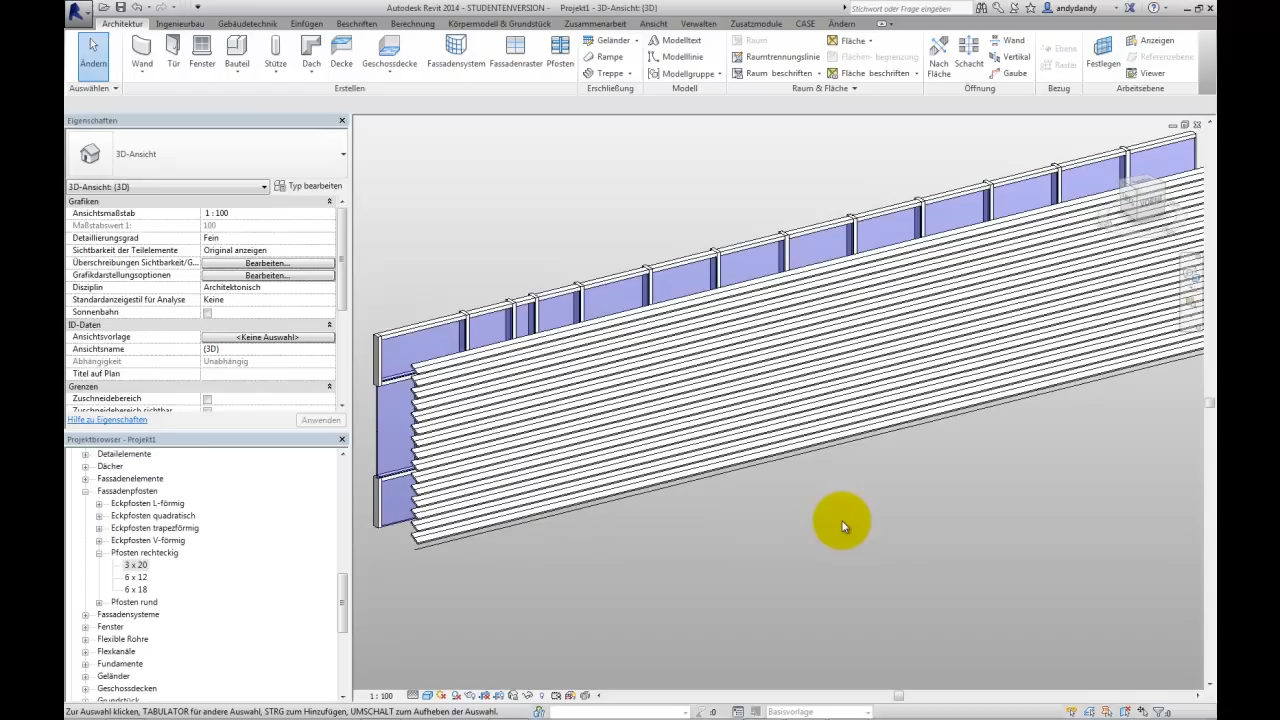 Autodesk Revit 2014 - STUDENTENVERSION - Projekt1 - 3D-Ansicht: {3D}
Stichwort oder Frage eingeben
andydandy
Architektur Ingenieurbau Gebäudetechnik Einfügen Beschriften Berechnung Körpermodell & Grundstück Zusammenarbeit Ansicht Verwalten Zusatzmodule CASE Ändern
Ändern Wand Tür Fenster Bauteil Stütze Dach Decke Geschossdecke Fassadensystem Fassadenraster Pfosten
Geländer
Rampe
Treppe
Modelltext
Modelllinie
Modellgruppe
Raum
Raumtrennungslinie
Raum beschriften
Fläche
Flächen- begrenzung
Fläche beschriften
Nach Fläche
Schacht
Wand
Vertikal
Gaube
Ebene
Raster
Festlegen
Anzeigen
Referenzebene
Viewer
Auswählen Erstellen Erschließung Modell Raum & Fläche Öffnung Bezug Arbeitsebene
Eigenschaften
3D-Ansicht
3D-Ansicht: {3D} Typ bearbeiten
Grafiken
Ansichtsmaßstab 1 : 100
Maßstabswert 1: 100
Detaillierungsgrad Fein
Sichtbarkeit der Teilelemente Original anzeigen
Überschreibungen Sichtbarkeit/G... Bearbeiten...
Grafikdarstellungsoptionen Bearbeiten...
Disziplin Architektonisch
Standardanzeigestil für Analyse Keine
Sonnenbahn
ID-Daten
Ansichtsvorlage <Keine Auswahl>
Ansichtsname {3D}
Abhängigkeit Unabhängig
Titel auf Plan
Grenzen
Zuschneidebereich
Zuschneidebereich sichtbar
Hilfe zu Eigenschaften Anwenden
Projektbrowser - Projekt1
Detailelemente
Dächer
Fassadenelemente
Fassadenpfosten
Eckpfosten L-förmig
Eckpfosten quadratisch
Eckpfosten trapezförmig
Eckpfosten V-förmig
Pfosten rechteckig
3 x 20
6 x 12
6 x 18
Pfosten rund
Fassadensysteme
Fenster
Flexible Rohre
Flexkanäle
Fundamente
Geländer
Geschossdecken
Grundstück
1 : 100
Zur Auswahl klicken, TABULATOR für andere Auswahl, STRG zum Hinzufügen, UMSCHALT zum Aufheben der Auswahl.
:0
Basisvorlage
:0